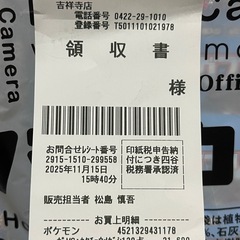 吉祥寺店
電話番号 0422-29-1010
登録番号 T5011101021978
領収書
様
お問合せレシート番号
2915-1510-299558
2025年11月15日
15時40分
印紙税申告納
付につき四谷
税務署承認済
販売担当者 松島 慎吾
お買上明細
ポケモン 4521329431178
Camera
Offi
石灰